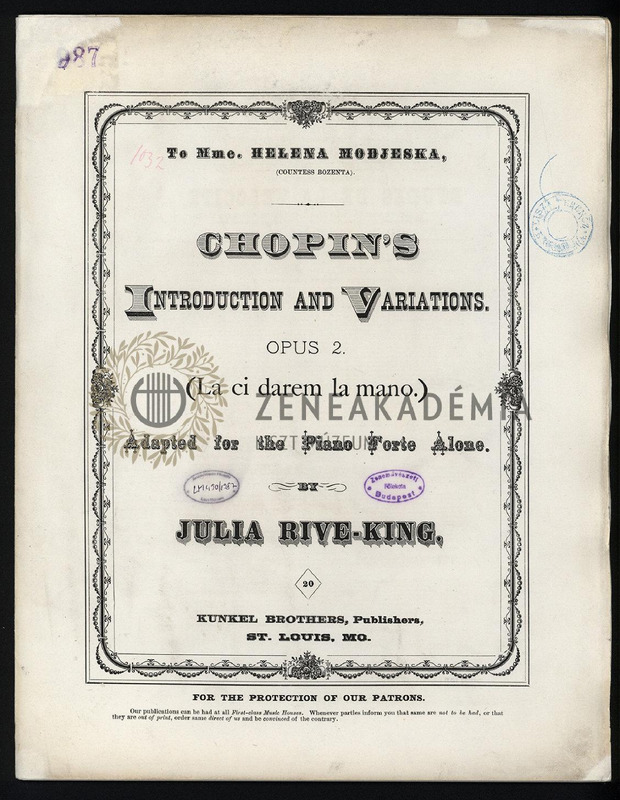 987
1032
To Mme. HELENA MODJESKA,
(COUNTESS BOZENTA).
CHOPIN'S
INTRODUCTION AND VARIATIONS.
OPUS 2.
(La ci darem la mano.)
ZENEAKADÉMIA
Adapted for the Piano Forte Alone.
BY
Zeneművészeti
Főiskola
Budapest
JULIA RIVE-KING,
20
KUNKEL BROTHERS, Publishers,
ST. LOUIS, MO.
FOR THE PROTECTION OF OUR PATRONS.
Our publications can be had at all First-class Music Houses. Whenever parties inform you that same are not to be had, or that
they are out of print, order same direct of us and be convinced of the contrary.